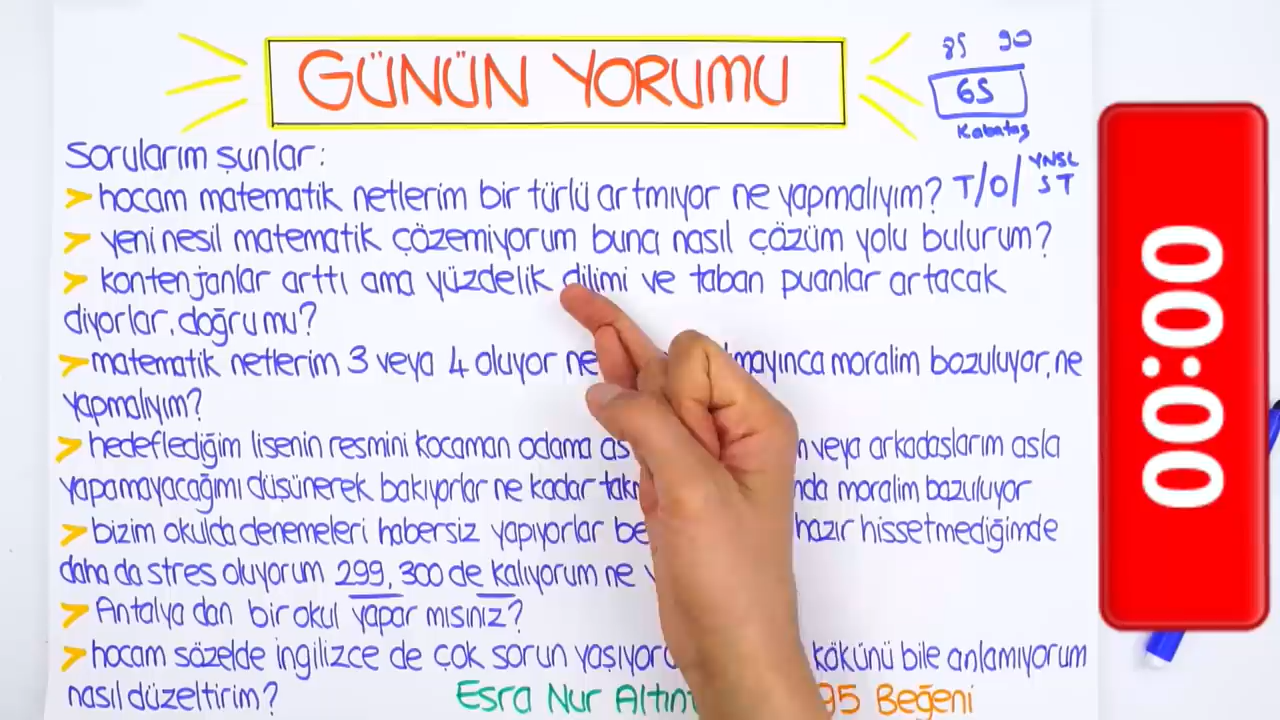 GÜNÜN YORUMU
85 90
65
Kabataş
Sorularım şunlar:
➤ hocam matematik netlerim bir türlü artmıyor ne yapmalıyım? T/O/ YNSL ST
➤ yeni nesil matematik çözemiyorum buna nasıl çözüm yolu bulurum?
➤ kontenjanlar arttı ama yüzdelik dilimi ve taban puanlar artacak
diyorlar, doğru mu?
➤ matematik netlerim 3 veya 4 oluyor ne mayınca moralim bozuluyor, ne
yapmalıyım?
➤ hedeflediğim lisenin resmini kocaman odama as n veya arkadaşlarım asla
yapamayacağımı düşünerek bakıyorlar ne kadar nda moralim bozuluyor
➤ bizim okulda denemeleri habersiz yapıyorlar be hazır hissetmediğimde
daha da stres oluyorum 299, 300 de kalıyorum ne
➤ Antalya dan bir okul yapar mısınız?
➤ hocam sözelde ingilizce de çok sorun kökünü bile anlamıyorum
nasıl düzeltirim?
Esra Nur 95 Beğeni
00:00